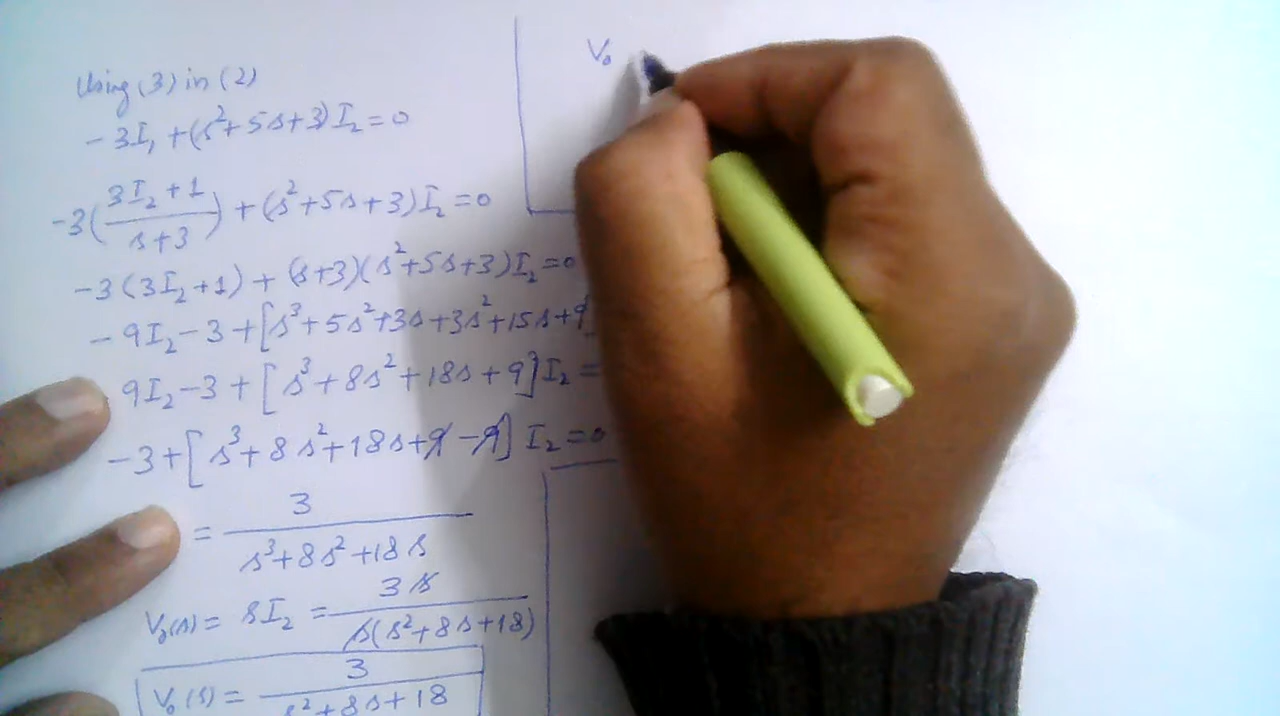 Using (3) in (2)
-3I₁ + (s²+5s+3)I₂ = 0
-3((3I₂+1)/(s+3)) + (s²+5s+3)I₂ = 0
-3(3I₂+1) + (s+3)(s²+5s+3)I₂ = 0
-9I₂-3+[s³+5s²+3s+3s²+15s+9
9I₂-3+[s³+8s²+18s+9]I₂ =
-3+[s³+8s²+18s+9-9]I₂ = 0
= 3/(s³+8s²+18s)
V₀(s) = sI₂ = 3s/(s(s²+8s+18))
V₀(s) = 3/(s²+8s+18)
V₀